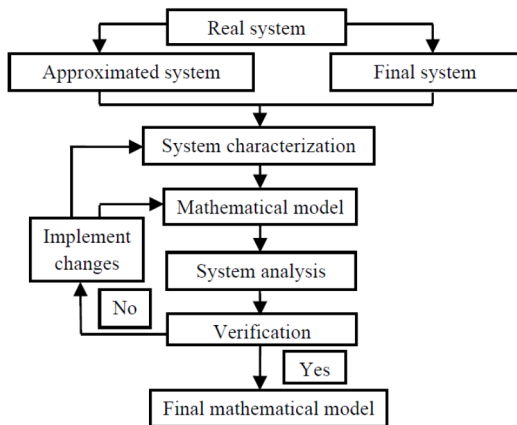 Real system
Approximated system
Final system
System characterization
Mathematical model
Implement
changes
System analysis
No
Verification
Yes
Final mathematical model